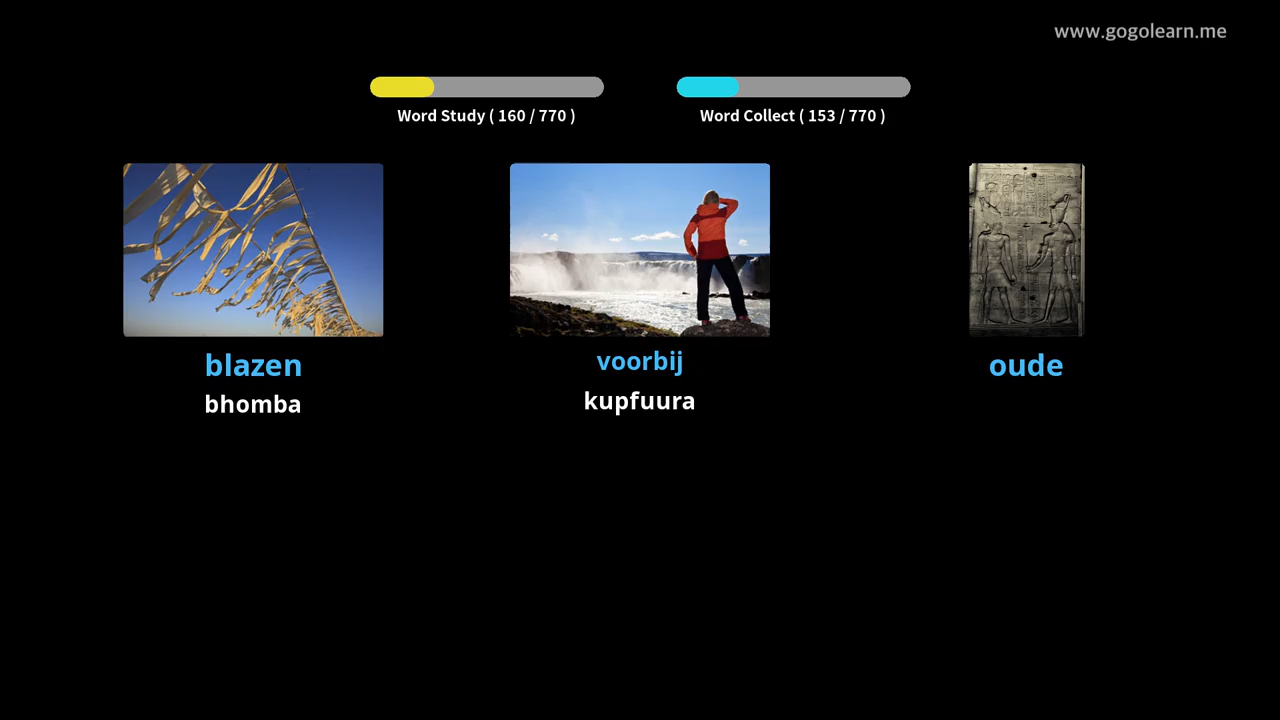 www.gogolearn.me
Word Study ( 160 / 770 )
Word Collect ( 153 / 770 )
blazen
bhomba
voorbij
kupfuura
oude